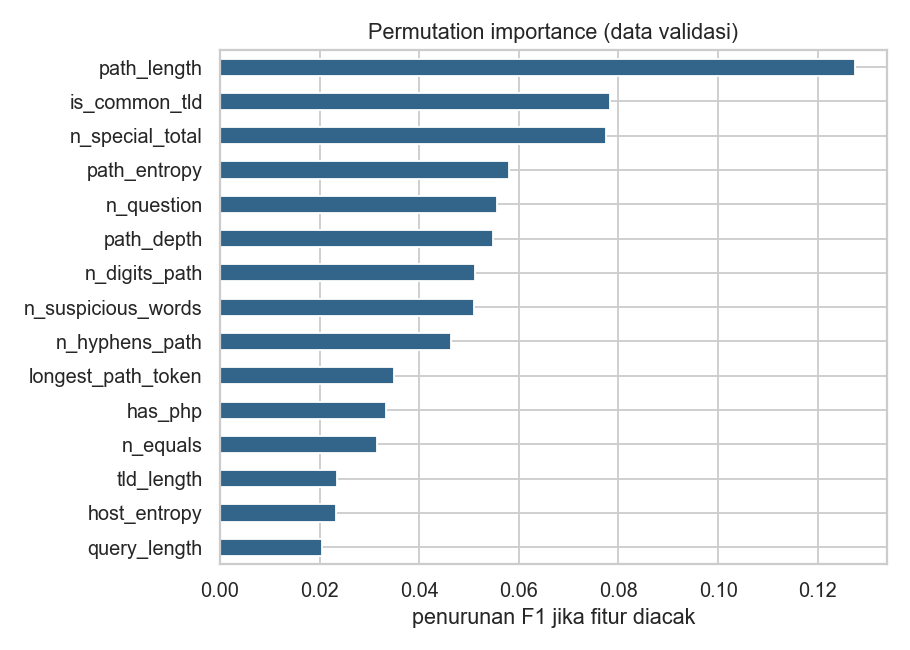 Permutation importance (data validasi)
path_length
is_common_tld
n_special_total
path_entropy
n_question
path_depth
n_digits_path
n_suspicious_words
n_hyphens_path
longest_path_token
has_php
n_equals
tld_length
host_entropy
query_length
0.00 0.02 0.04 0.06 0.08 0.10 0.12
penurunan F1 jika fitur diacak